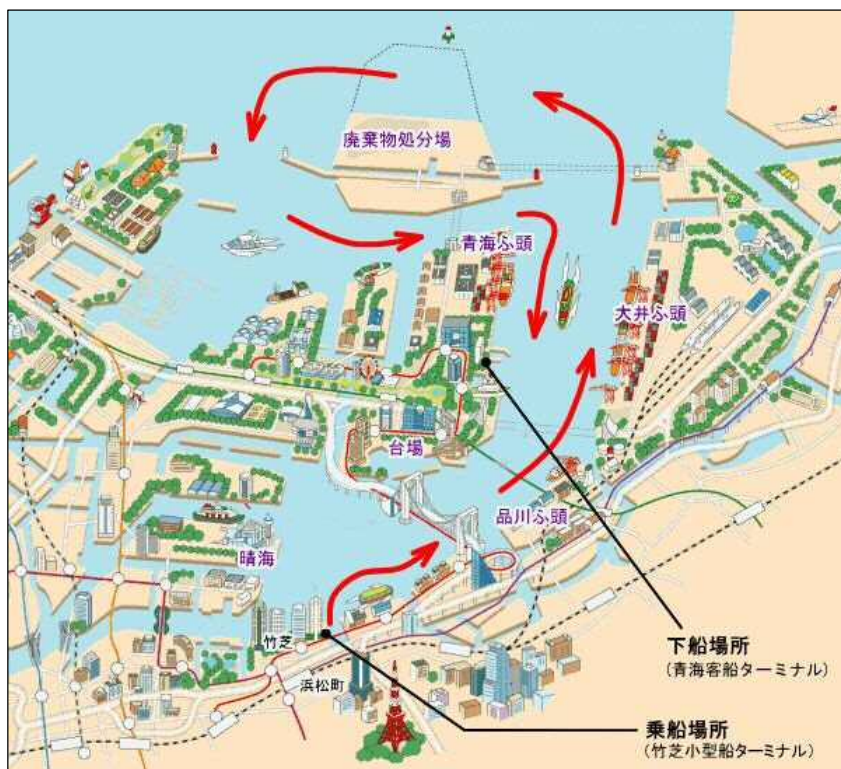 廃棄物処分場
青海ふ頭
大井ふ頭
台場
品川ふ頭
晴海
竹芝
浜松町
下船場所
(青海客船ターミナル)
乗船場所
(竹芝小型船ターミナル)